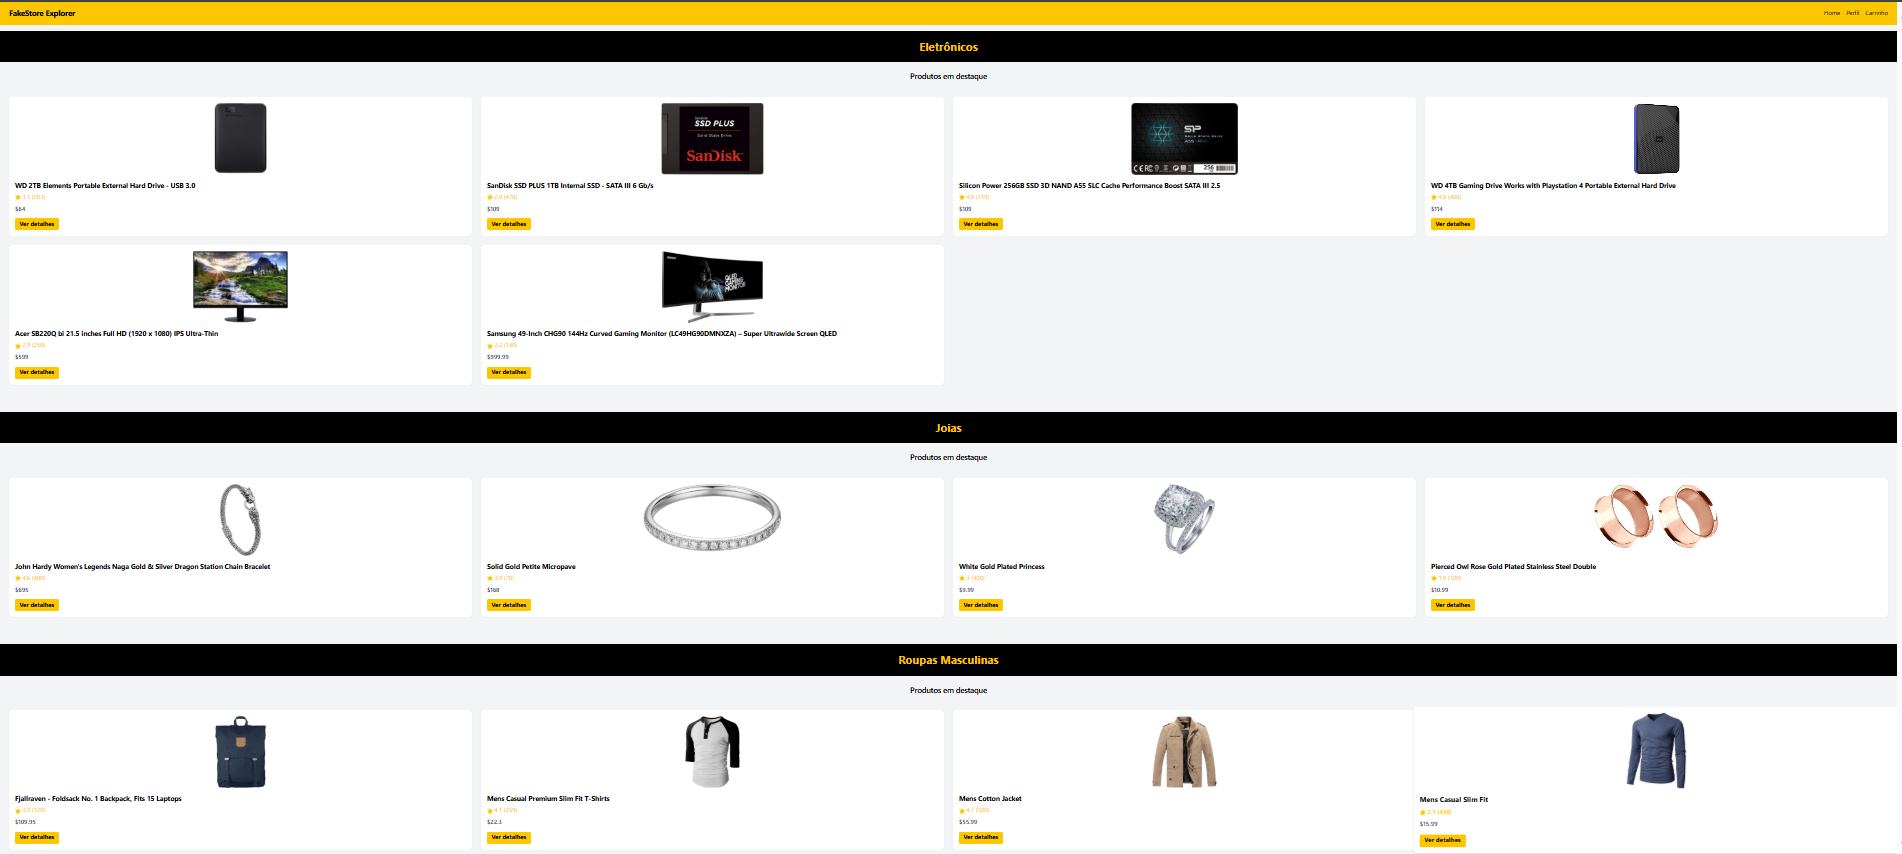 FakeStore Explorer
Home Perfil Carrinho
Eletrônicos
Produtos em destaque
SSD PLUS
Solid State Drive
SanDisk
SP
A55
256
WD 2TB Elements Portable External Hard Drive - USB 3.0
★ 3.3 (203)
$64
Ver detalhes
SanDisk SSD PLUS 1TB Internal SSD - SATA III 6 Gb/s
★ 2.9 (470)
$109
Ver detalhes
Silicon Power 256GB SSD 3D NAND A55 SLC Cache Performance Boost SATA III 2.5
★ 4.8 (319)
$109
Ver detalhes
WD 4TB Gaming Drive Works with Playstation 4 Portable External Hard Drive
★ 4.8 (400)
$114
Ver detalhes
QLED
GAMING
MONITOR
Acer SB220Q bi 21.5 inches Full HD (1920 x 1080) IPS Ultra-Thin
★ 2.9 (250)
$599
Ver detalhes
Samsung 49-Inch CHG90 144Hz Curved Gaming Monitor (LC49HG90DMNXZA) – Super Ultrawide Screen QLED
★ 2.2 (140)
$999.99
Ver detalhes
Joias
Produtos em destaque
John Hardy Women's Legends Naga Gold & Silver Dragon Station Chain Bracelet
★ 4.6 (400)
$695
Ver detalhes
Solid Gold Petite Micropave
★ 3.9 (70)
$168
Ver detalhes
White Gold Plated Princess
★ 3 (400)
$9.99
Ver detalhes
Pierced Owl Rose Gold Plated Stainless Steel Double
★ 1.9 (100)
$10.99
Ver detalhes
Roupas Masculinas
Produtos em destaque
Fjallraven - Foldsack No. 1 Backpack, Fits 15 Laptops
★ 3.9 (120)
$109.95
Ver detalhes
Mens Casual Premium Slim Fit T-Shirts
★ 4.1 (259)
$22.3
Ver detalhes
Mens Cotton Jacket
★ 4.7 (500)
$55.99
Ver detalhes
Mens Casual Slim Fit
★ 2.1 (430)
$15.99
Ver detalhes